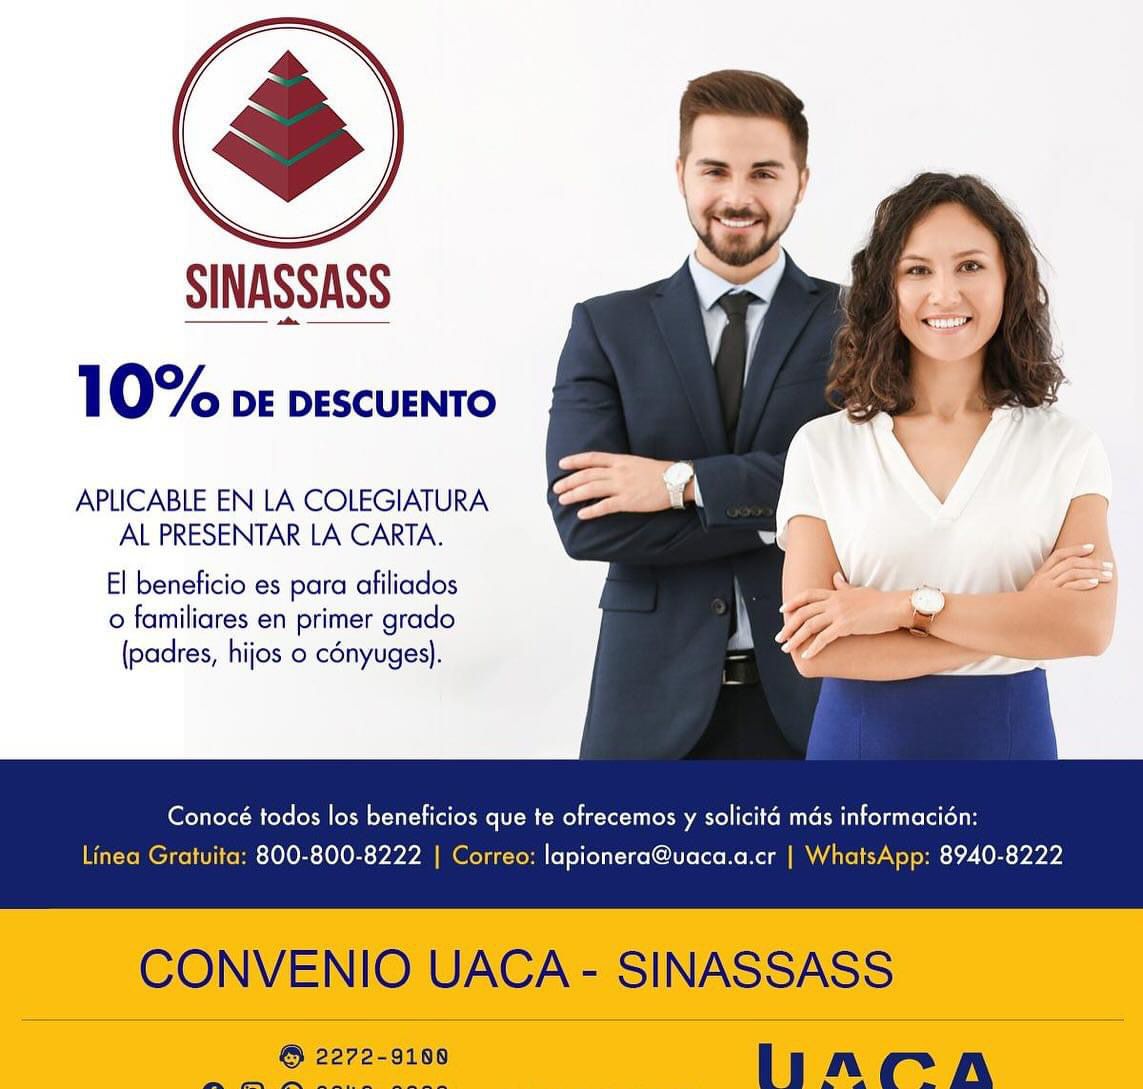 SINASSASS
10% DE DESCUENTO
APLICABLE EN LA COLEGIATURA
AL PRESENTAR LA CARTA.
El beneficio es para afiliados
o familiares en primer grado
(padres, hijos o cónyuges).
Conocé todos los beneficios que te ofrecemos y solicitá más información:
Línea Gratuita: 800-800-8222 | Correo: lapionera@uaca.a.cr | WhatsApp: 8940-8222
CONVENIO UACA - SINASSASS
2272-9100
UACA